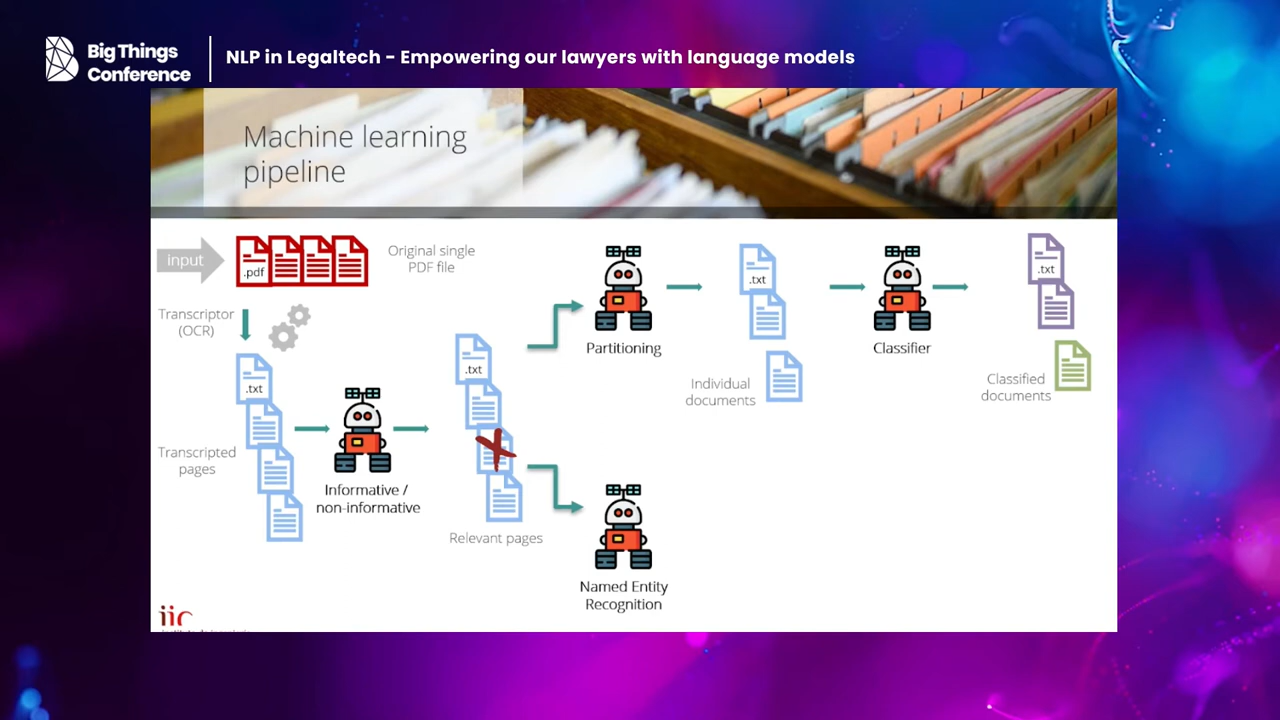 Big Things
Conference
NLP in Legaltech - Empowering our lawyers with language models
Machine learning
pipeline
input
.pdf
Original single
PDF file
Transcriptor
(OCR)
.txt
Transcripted
pages
Informative /
non-informative
.txt
Relevant pages
Partitioning
Named Entity
Recognition
.txt
Individual
documents
Classifier
.txt
Classified
documents
iic